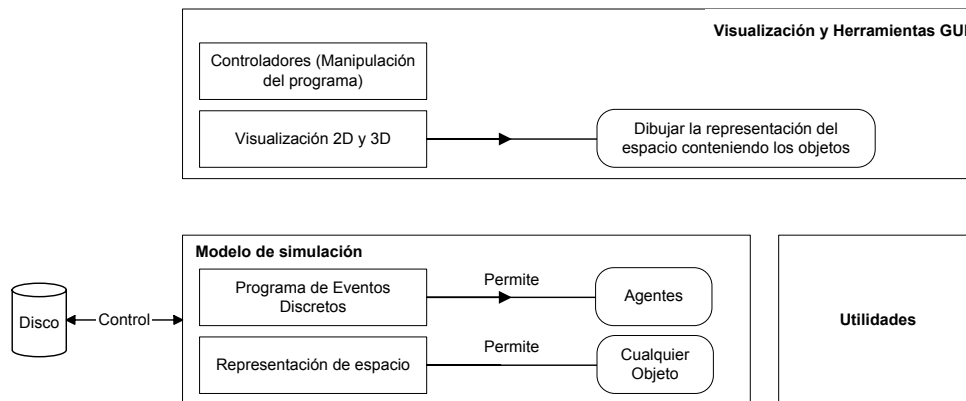 Visualización y Herramientas GUI
Controladores (Manipulación
del programa)
Visualización 2D y 3D
Dibujar la representación del
espacio conteniendo los objetos
Modelo de simulación
Programa de Eventos
Discretos
Permite
Agentes
Disco
Control
Utilidades
Representación de espacio
Permite
Cualquier
Objeto